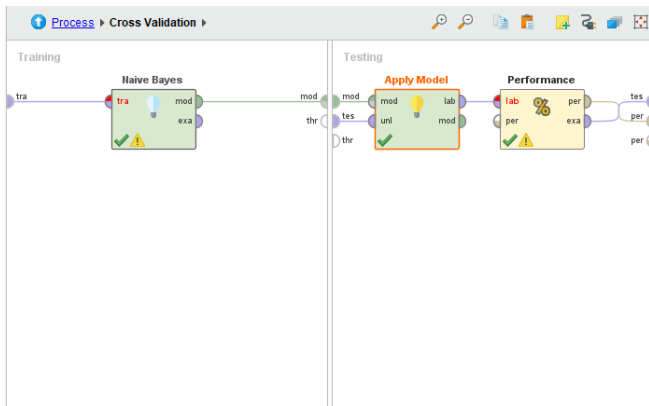 Process ▸ Cross Validation ▸
Training
Testing
Naive Bayes
tra
tra
mod
exa
mod
thr
Apply Model
mod
tes
thr
mod
unl
lab
mod
Performance
lab
per
%
per
exa
tes
per
per